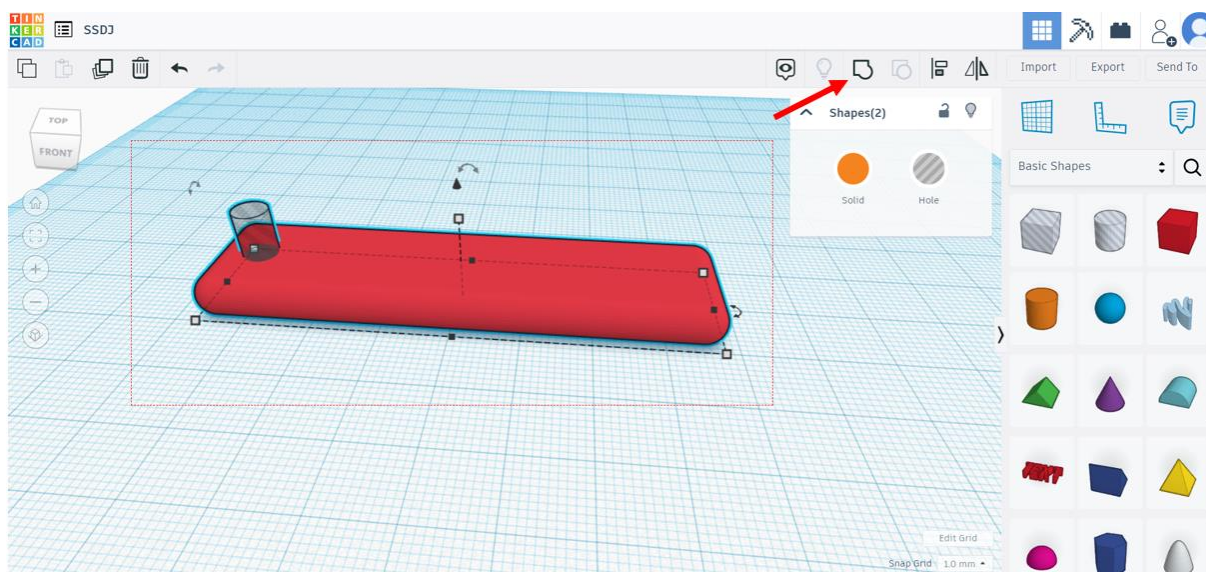 TIN
KER
CAD
SSDJ
Import
Export
Send To
TOP
FRONT
Shapes(2)
Solid
Hole
Basic Shapes
TEXT
Edit Grid
Snap Grid 1.0 mm